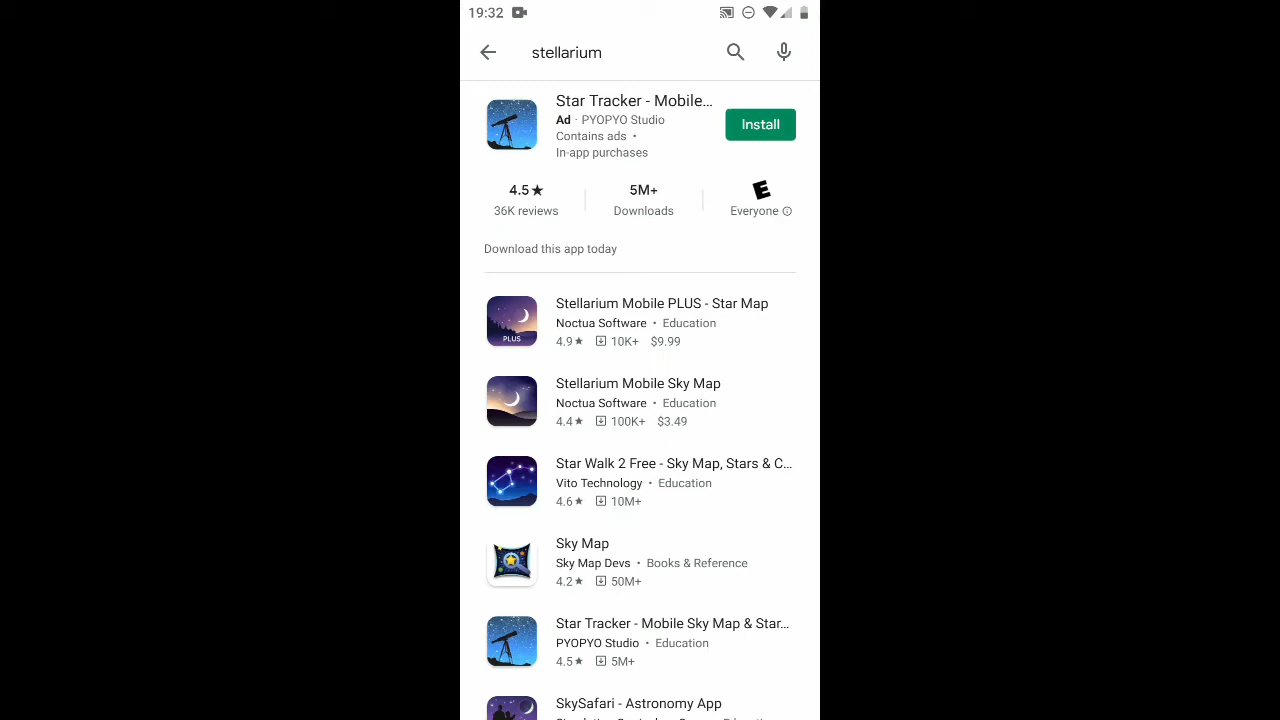 19:32
stellarium
Star Tracker - Mobile...
Ad · PYOPYO Studio
Contains ads •
In-app purchases
Install
4.5★
36K reviews
5M+
Downloads
E
Everyone
Download this app today
Stellarium Mobile PLUS - Star Map
Noctua Software • Education
4.9★ 10K+ $9.99
PLUS
Stellarium Mobile Sky Map
Noctua Software • Education
4.4★ 100K+ $3.49
Star Walk 2 Free - Sky Map, Stars & C...
Vito Technology • Education
4.6★ 10M+
Sky Map
Sky Map Devs • Books & Reference
4.2★ 50M+
Star Tracker - Mobile Sky Map & Star...
PYOPYO Studio • Education
4.5★ 5M+
SkySafari - Astronomy App